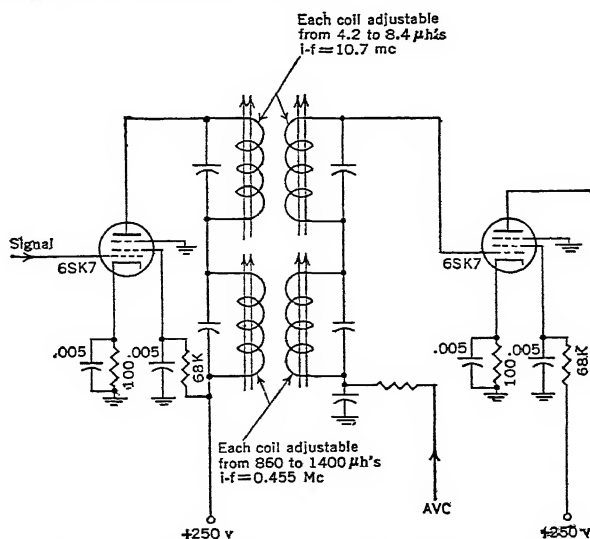 Each coil adjustable
from 4.2 to 8.4 μh's
i-f=10.7 mc
Signal
6SK7
6SK7
.005
100
.005
68K
.005
100
.005
68K
Each coil adjustable
from 860 to 1400 μh's
i-f=0.455 Mc
AVC
+250 v
+250 v